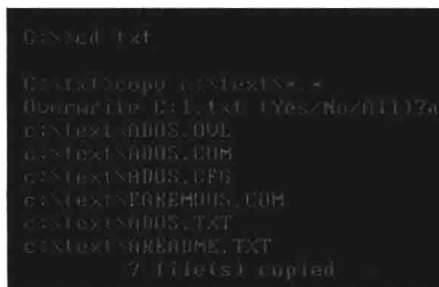 G:\>cd txt
G:\txt>copy c:\text\*.*
Overwrite G:1.txt (Yes/No/All)?a
c:\text\ADOS.OVL
c:\text\ADOS.COM
c:\text\ADOS.CFG
c:\text\FAKEMOUS.COM
c:\text\ADOS.TXT
c:\text\AREADME.TXT
7 file(s) copied